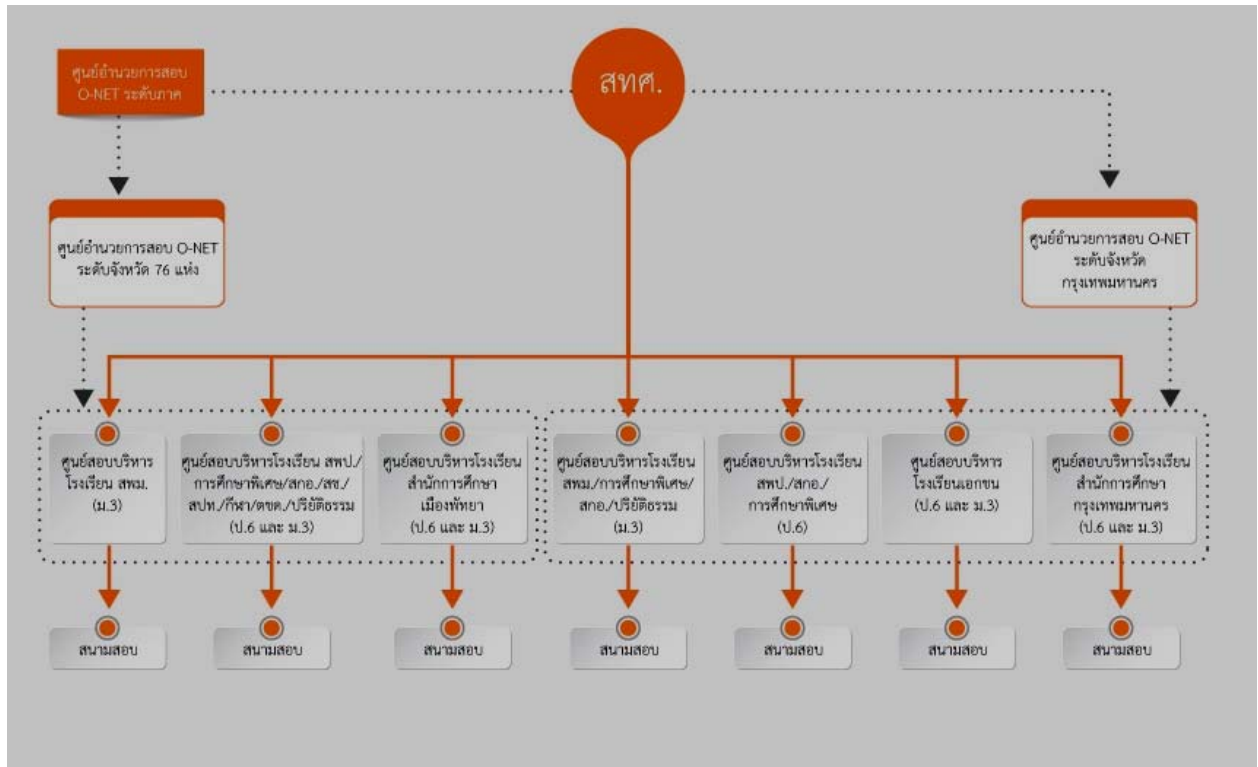 ศูนย์อำนวยการสอบ
O-NET ระดับภาค
สทศ.
ศูนย์อำนวยการสอบ O-NET
ระดับจังหวัด 76 แห่ง
ศูนย์อำนวยการสอบ O-NET
ระดับจังหวัด
กรุงเทพมหานคร
ศูนย์สอบบริหาร
โรงเรียน สพม.
(ม.3)
ศูนย์สอบบริหารโรงเรียน สพป./
การศึกษาพิเศษ/สกอ./สช./
สปท./กีฬา/ตชด./ปริยัติธรรม
(ป.6 และ ม.3)
ศูนย์สอบบริหารโรงเรียน
สำนักการศึกษา
เมืองพัทยา
(ป.6 และ ม.3)
ศูนย์สอบบริหารโรงเรียน
สพม./การศึกษาพิเศษ/
สกอ./ปริยัติธรรม
(ม.3)
ศูนย์สอบบริหารโรงเรียน
สพป./สกอ./
การศึกษาพิเศษ
(ป.6)
ศูนย์สอบบริหาร
โรงเรียนเอกชน
(ป.6 และ ม.3)
ศูนย์สอบบริหารโรงเรียน
สำนักการศึกษา
กรุงเทพมหานคร
(ป.6 และ ม.3)
สนามสอบ
สนามสอบ
สนามสอบ
สนามสอบ
สนามสอบ
สนามสอบ
สนามสอบ